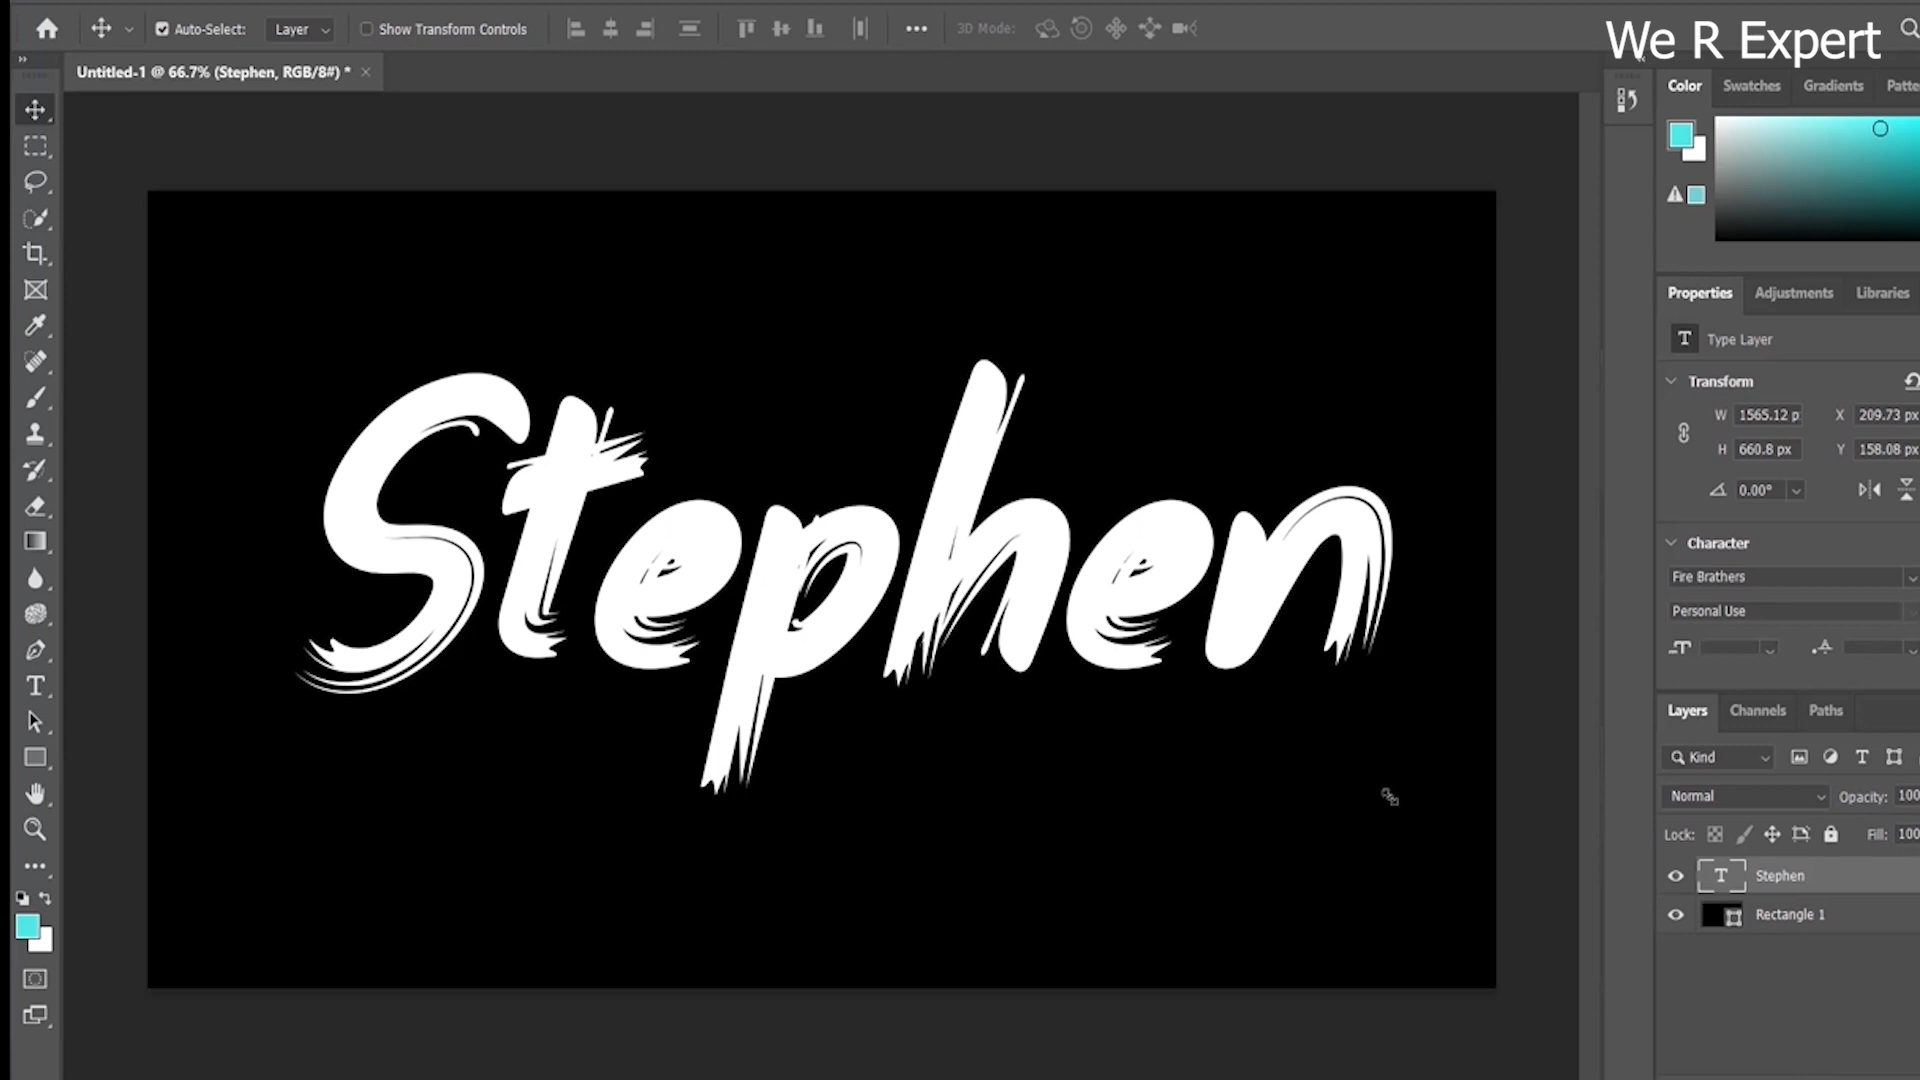 Auto-Select: Layer Show Transform Controls 3D Mode:
We R Expert
Untitled-1 @ 66.7% (Stephen, RGB/8#) *
Color Swatches Gradients
Stephen
Properties Adjustments Libraries
T Type Layer
Transform
W 1565.12 p X 209.73 px
H 660.8 px Y 158.08 px
0.00°
Character
Fire Brathers
Personal Use
Layers Channels Paths
Kind
Normal Opacity: 100
Lock: Fill: 100
T Stephen
Rectangle 1